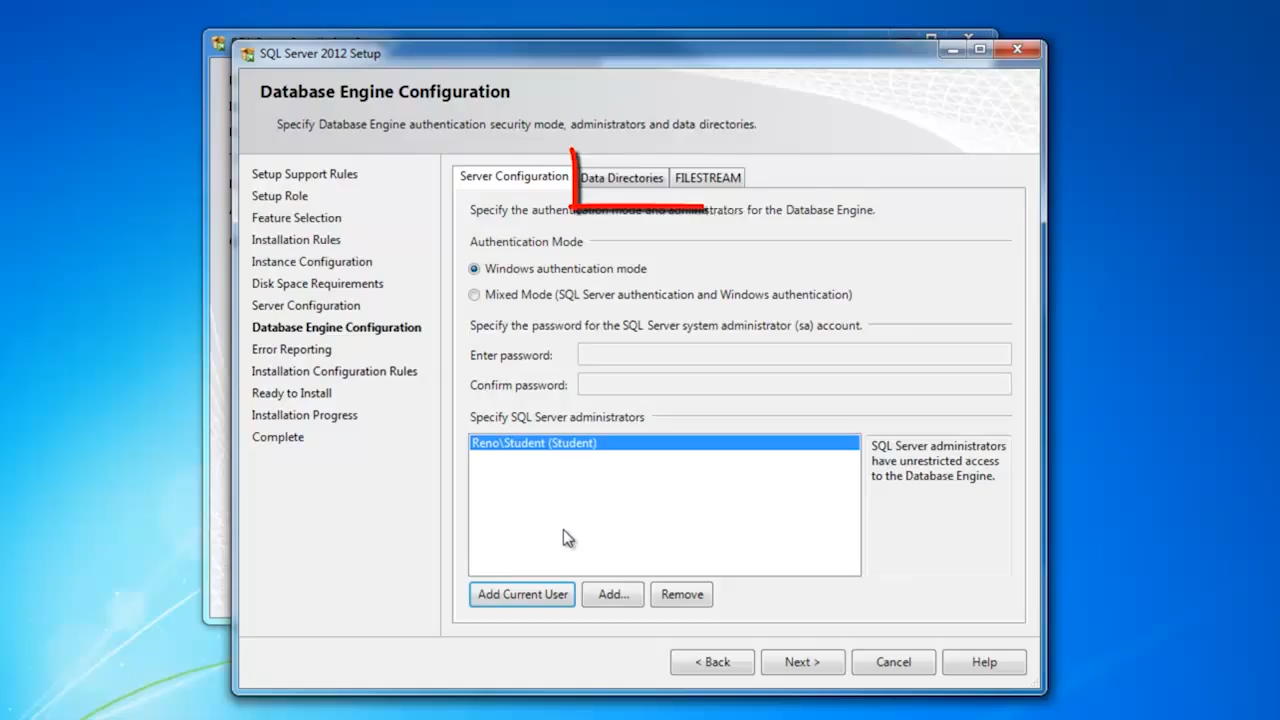 SQL Server 2012 Setup
Database Engine Configuration
Specify Database Engine authentication security mode, administrators and data directories.
Setup Support Rules
Setup Role
Feature Selection
Installation Rules
Instance Configuration
Disk Space Requirements
Server Configuration
Database Engine Configuration
Error Reporting
Installation Configuration Rules
Ready to Install
Installation Progress
Complete
Server Configuration Data Directories FILESTREAM
Specify the authentication mode and administrators for the Database Engine.
Authentication Mode
Windows authentication mode
Mixed Mode (SQL Server authentication and Windows authentication)
Specify the password for the SQL Server system administrator (sa) account.
Enter password:
Confirm password:
Specify SQL Server administrators
Reno\Student (Student)
SQL Server administrators
have unrestricted access
to the Database Engine.
Add Current User Add... Remove
< Back Next > Cancel Help